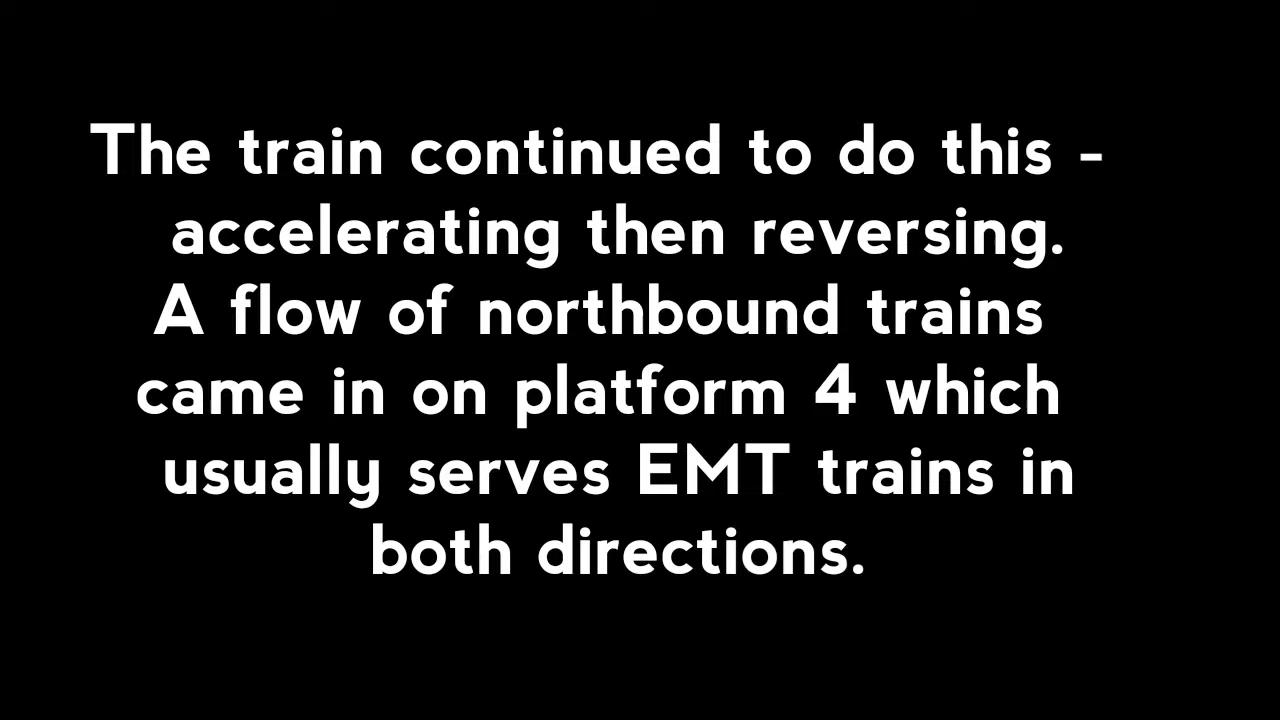 The train continued to do this -
accelerating then reversing.
A flow of northbound trains
came in on platform 4 which
usually serves EMT trains in
both directions.